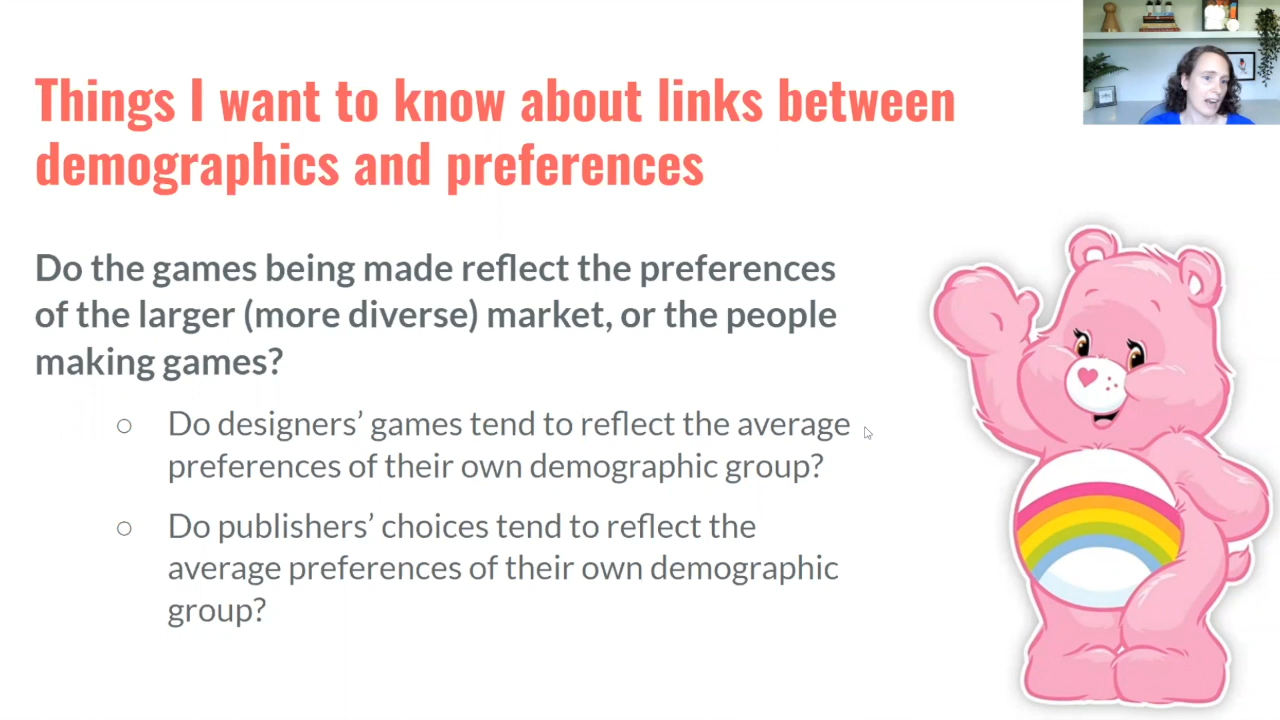 Things I want to know about links between
demographics and preferences
Do the games being made reflect the preferences
of the larger (more diverse) market, or the people
making games?
○ Do designers’ games tend to reflect the average
preferences of their own demographic group?
○ Do publishers’ choices tend to reflect the
average preferences of their own demographic
group?